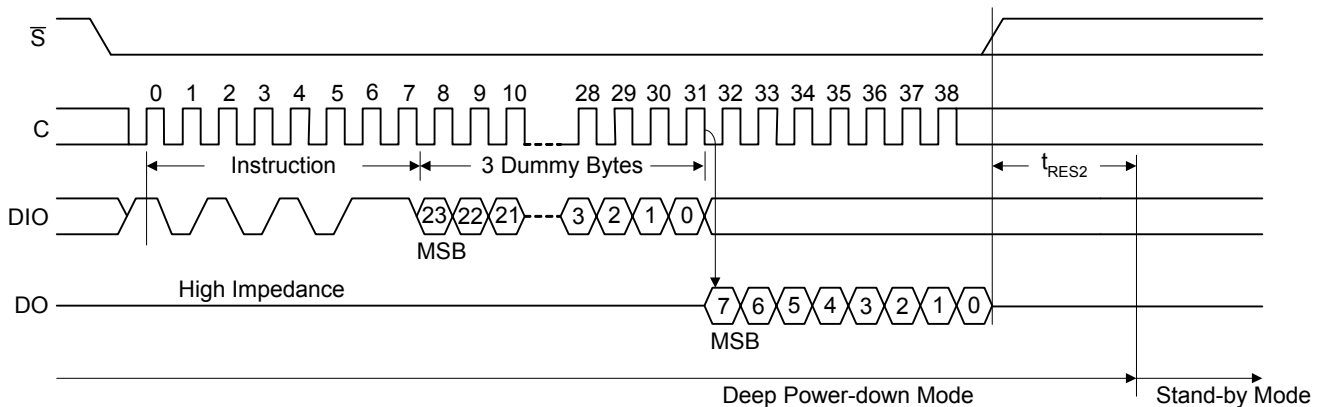 S
0 1 2 3 4 5 6 7 8 9 10 28 29 30 31 32 33 34 35 36 37 38
C
Instruction 3 Dummy Bytes tRES2
DIO 23 22 21 3 2 1 0
MSB
High Impedance
DO 7 6 5 4 3 2 1 0
MSB
Deep Power-down Mode Stand-by Mode